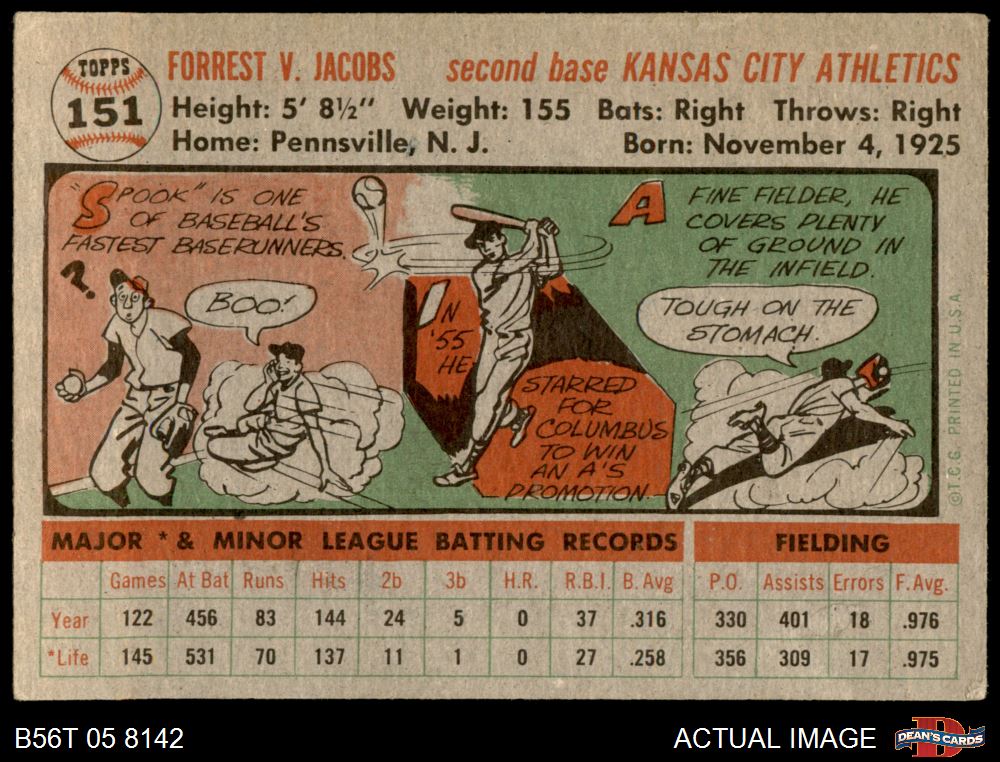 TOPPS
151
FORREST V. JACOBS second base KANSAS CITY ATHLETICS
Height: 5' 8½" Weight: 155 Bats: Right Throws: Right
Home: Pennsville, N. J. Born: November 4, 1925
"SPOOK" IS ONE
OF BASEBALL'S
FASTEST BASERUNNERS.
?
BOO!
IN
'55
HE
STARRED
FOR
COLUMBUS
TO WIN
AN A'S
PROMOTION.
A FINE FIELDER, HE
COVERS PLENTY
OF GROUND IN
THE INFIELD.
TOUGH ON THE
STOMACH.
©T.C.G. PRINTED IN U.S.A.
MAJOR * & MINOR LEAGUE BATTING RECORDS FIELDING
Games At Bat Runs Hits 2b 3b H.R. R.B.I. B. Avg P.O. Assists Errors F. Avg.
Year 122 456 83 144 24 5 0 37 .316 330 401 18 .976
*Life 145 531 70 137 11 1 0 27 .258 356 309 17 .975
B56T 05 8142 ACTUAL IMAGE
D
DEAN'S CARDS